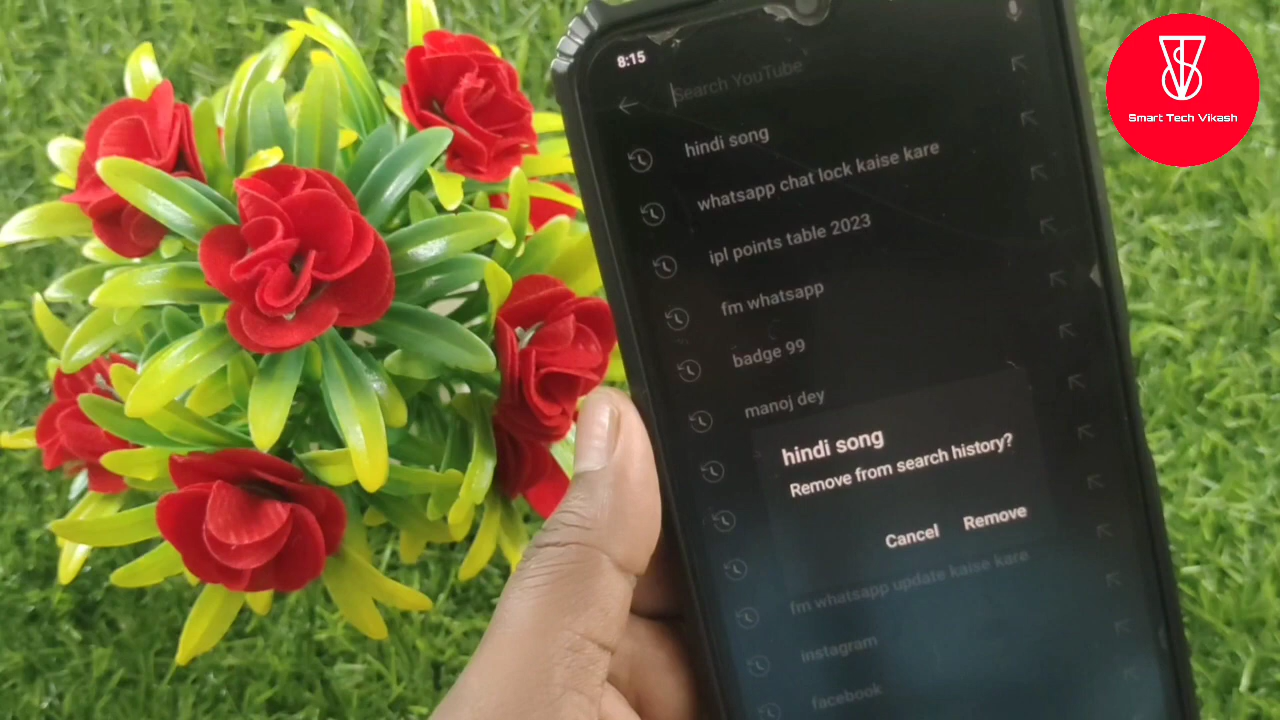 8:15
Search YouTube
hindi song
whatsapp chat lock kaise kare
ipl points table 2023
fm whatsapp
badge 99
manoj dey
hindi song
Remove from search history?
Cancel Remove
fm whatsapp update kaise kare
instagram
facebook
Smart Tech Vikash